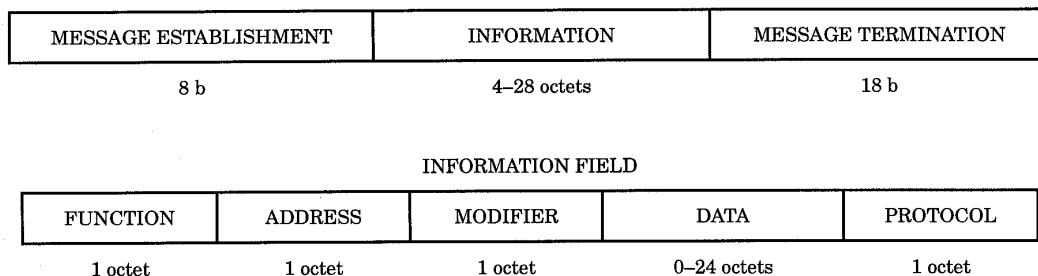 MESSAGE ESTABLISHMENT INFORMATION MESSAGE TERMINATION
8 b 4–28 octets 18 b
INFORMATION FIELD
FUNCTION ADDRESS MODIFIER DATA PROTOCOL
1 octet 1 octet 1 octet 0–24 octets 1 octet